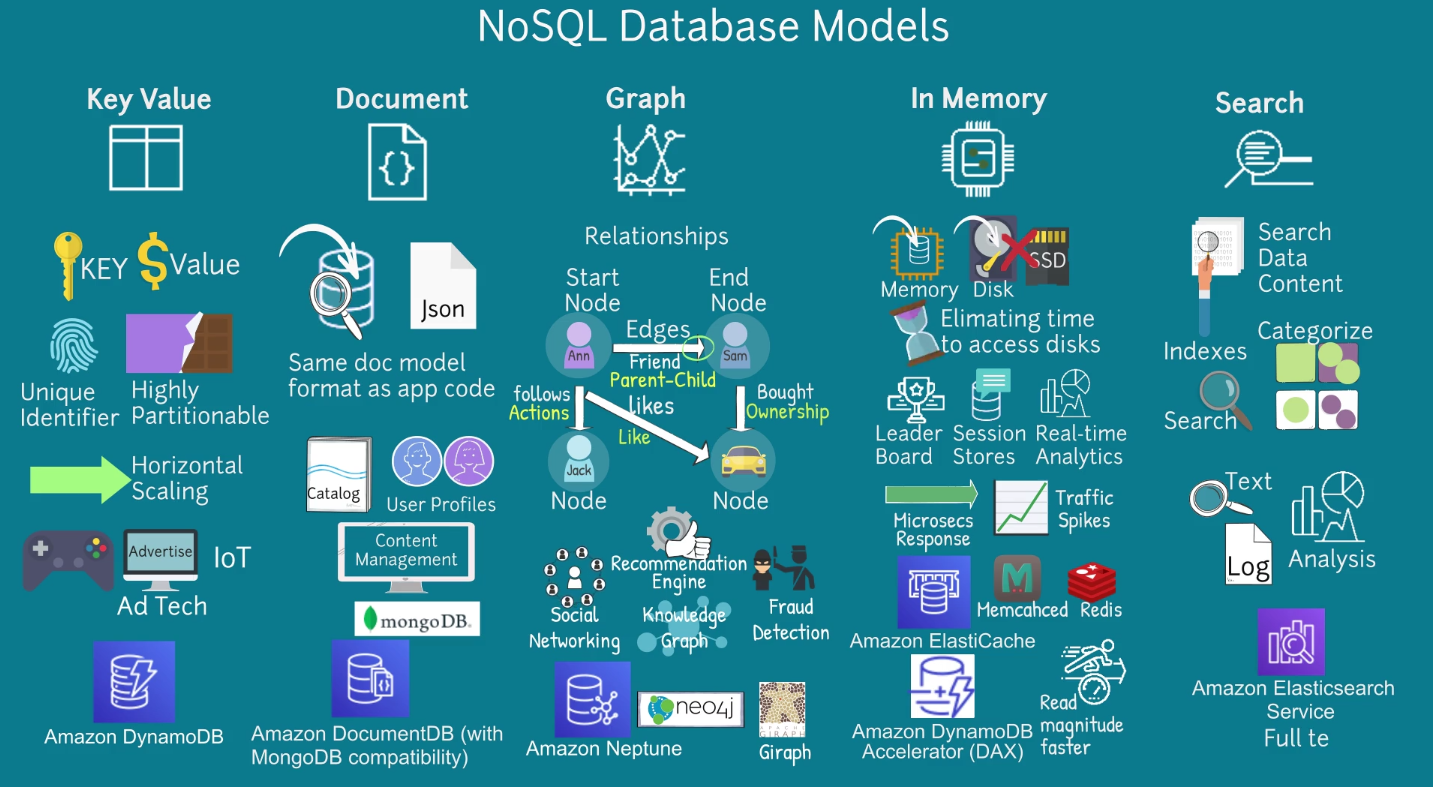 NoSQL Database Models
Key Value
KEY
Value
Unique
Identifier
Highly
Partitionable
Horizontal
Scaling
Advertise
IoT
Ad Tech
Amazon DynamoDB
Document
Json
Same doc model
format as app code
Catalog
User Profiles
Content
Management
mongoDB.
Amazon DocumentDB (with
MongoDB compatibility)
Graph
Relationships
Start
Node
End
Node
Ann
Edges
Friend
Parent-Child
Sam
follows
Actions
Likes
Like
Bought
Ownership
Jack
Node
Node
Recommendation
Engine
Social
Networking
Knowledge
Graph
Fraud
Detection
Amazon Neptune
neo4j
APACHE
GIRAPH
Giraph
In Memory
Memory
Disk
SSD
Elimating time
to access disks
Leader
Board
Session
Stores
Real-time
Analytics
Microsecs
Response
Traffic
Spikes
Amazon ElastiCache
Memcahced
Redis
Amazon DynamoDB
Accelerator (DAX)
Read
magnitude
faster
Search
Search
Data
Content
Indexes
Categorize
Search
Text
Log
Analysis
Amazon Elasticsearch
Service
Full te